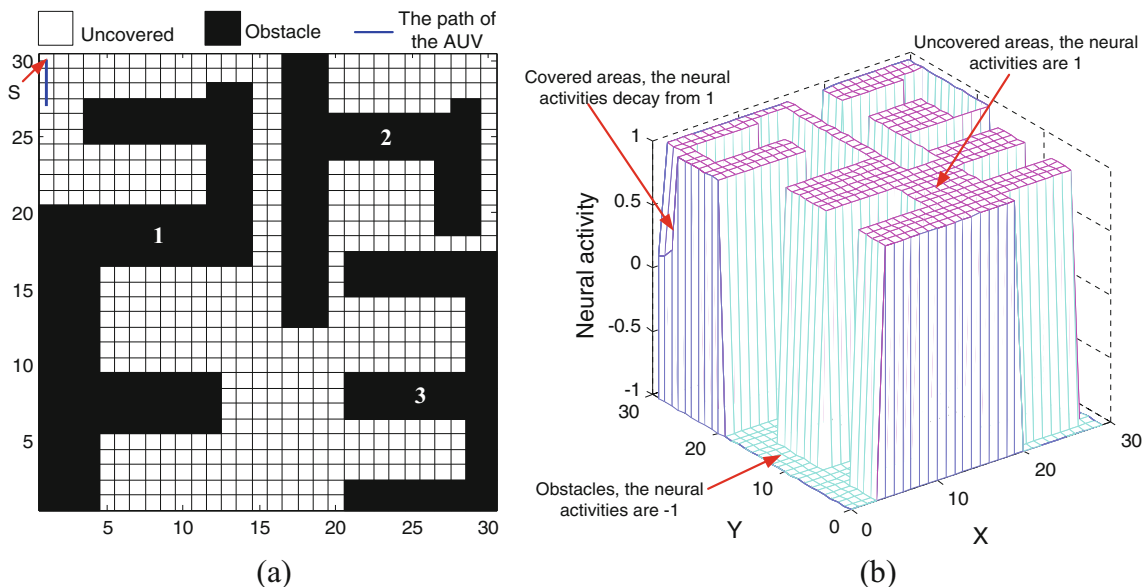 Uncovered
Obstacle
The path of
the AUV
S
30
25
20
15
10
5
1
2
3
5
10
15
20
25
30
(a)
Covered areas, the neural
activities decay from 1
Uncovered areas, the neural
activities are 1
Neural activity
1
0.5
0
-0.5
-1
30
20
10
0
Y
0
10
20
30
X
Obstacles, the neural
activities are -1
(b)